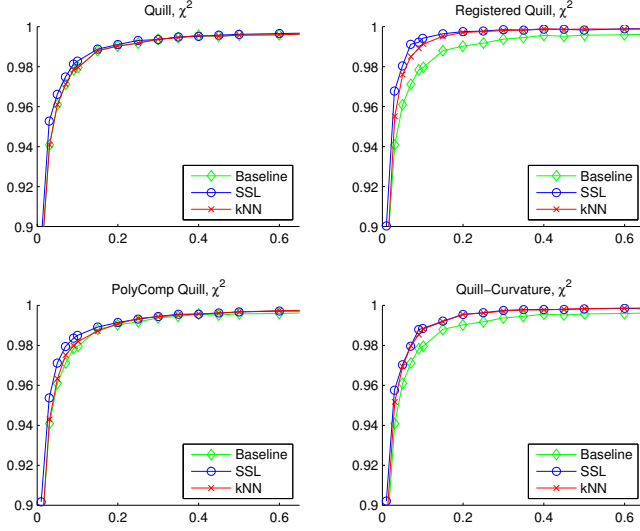 Quill, χ²
1
0.98
0.96
0.94
0.92
0.9
0
0.2
0.4
0.6
Baseline
SSL
kNN
Registered Quill, χ²
1
0.98
0.96
0.94
0.92
0.9
0
0.2
0.4
0.6
Baseline
SSL
kNN
PolyComp Quill, χ²
1
0.98
0.96
0.94
0.92
0.9
0
0.2
0.4
0.6
Baseline
SSL
kNN
Quill−Curvature, χ²
1
0.98
0.96
0.94
0.92
0.9
0
0.2
0.4
0.6
Baseline
SSL
kNN